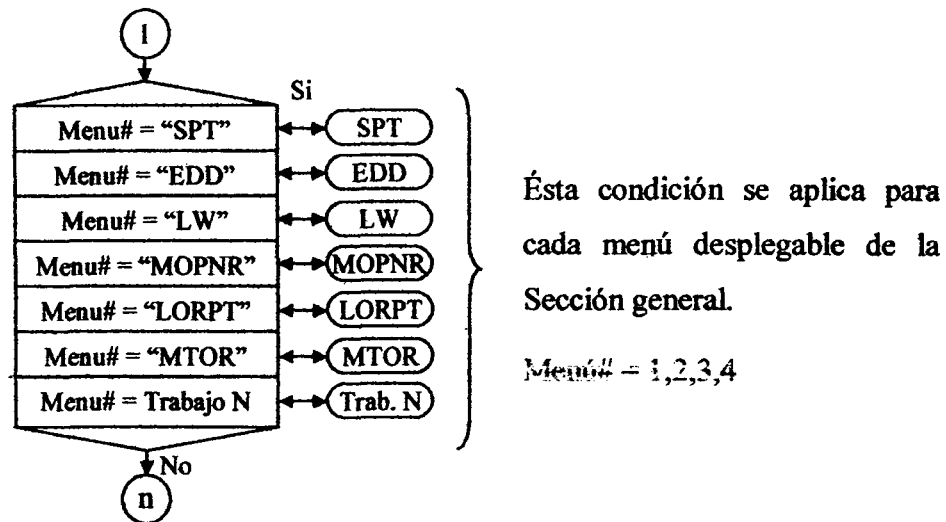 1
Si
Menu# = “SPT”
SPT
Menu# = “EDD”
EDD
Menu# = “LW”
LW
Menu# = “MOPNR”
MOPNR
Menu# = “LORPT”
LORPT
Menu# = “MTOR”
MTOR
Menu# = Trabajo N
Trab. N
No
n
Ésta condición se aplica para
cada menú desplegable de la
Sección general.
Menú# = 1,2,3,4